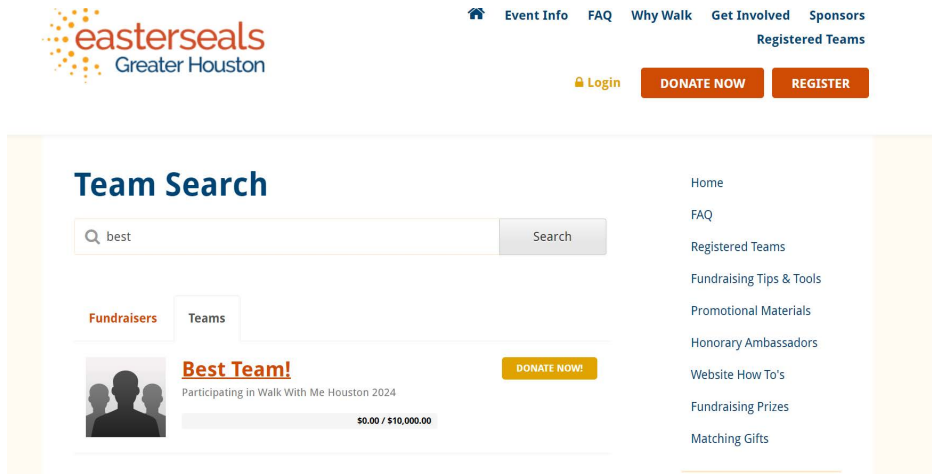 easterseals
Greater Houston
Event Info FAQ Why Walk Get Involved Sponsors
Registered Teams
Login DONATE NOW REGISTER
Team Search
best Search
Fundraisers Teams
Best Team!
DONATE NOW!
Participating in Walk With Me Houston 2024
$0.00 / $10,000.00
Home
FAQ
Registered Teams
Fundraising Tips & Tools
Promotional Materials
Honorary Ambassadors
Website How To's
Fundraising Prizes
Matching Gifts